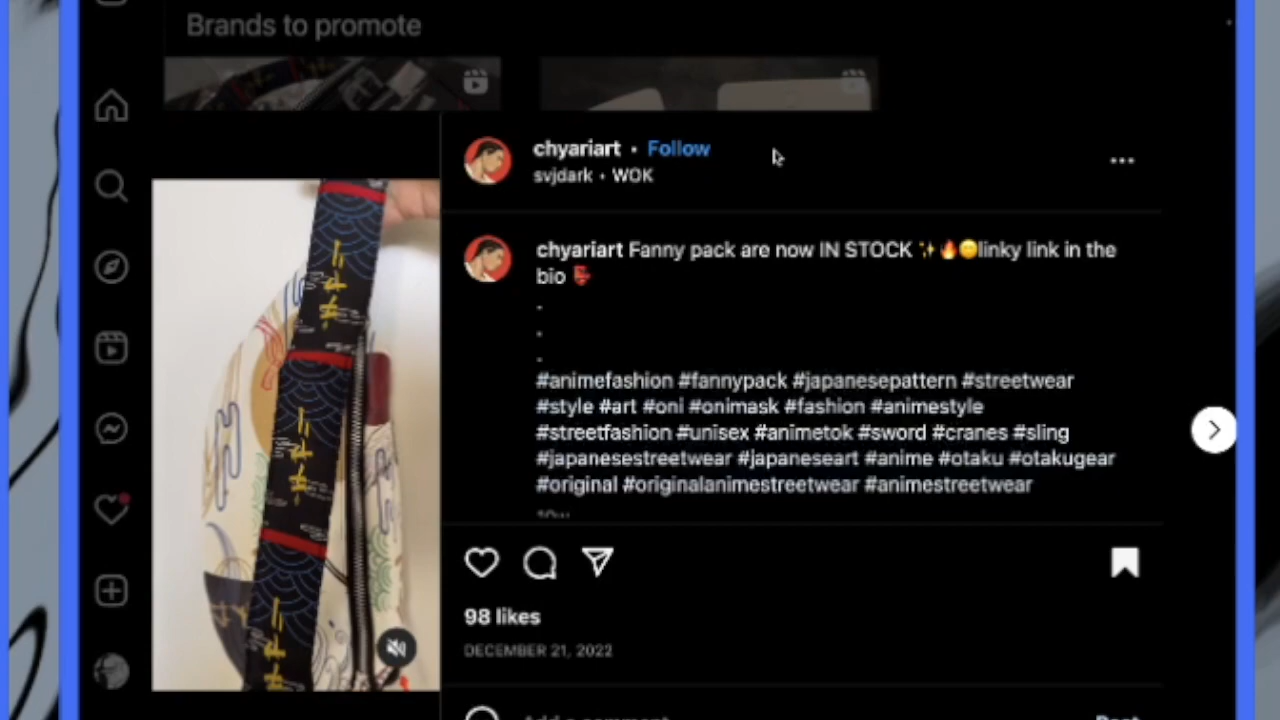 Brands to promote
chyariart • Follow
svjdark • WOK
chyariart Fanny pack are now IN STOCK ✨🔥😊linky link in the
bio 👺
.
.
.
#animefashion #fannypack #japanesepattern #streetwear
#style #art #oni #onimask #fashion #animestyle
#streetfashion #unisex #animetok #sword #cranes #sling
#japanesestreetwear #japaneseart #anime #otaku #otakugear
#original #originalanimestreetwear #animestreetwear
98 likes
DECEMBER 21, 2022